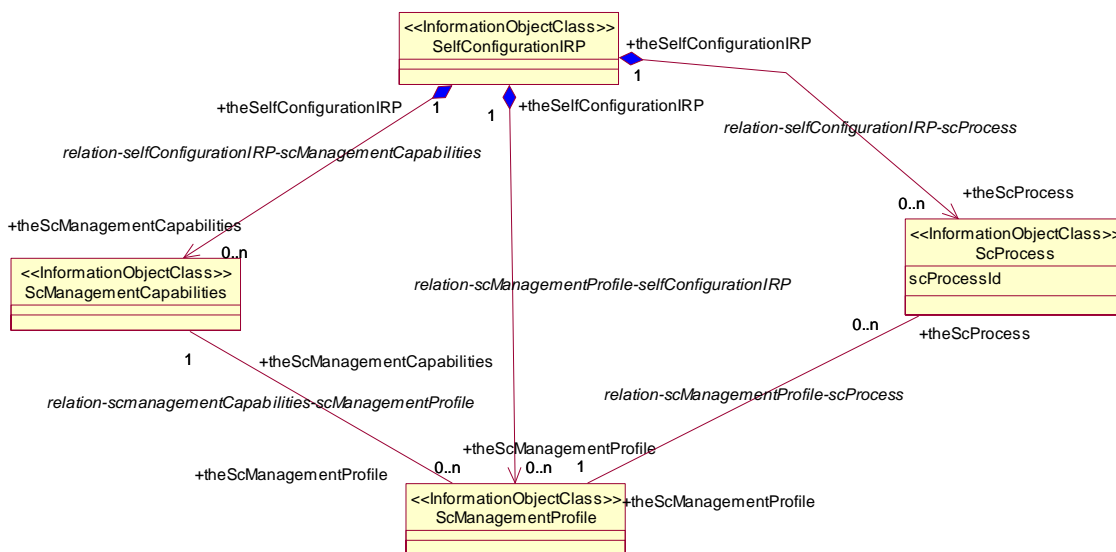 <<InformationObjectClass>>
SelfConfigurationIRP
+theSelfConfigurationIRP
1
+theSelfConfigurationIRP
1
1
+theSelfConfigurationIRP
relation-selfConfigurationIRP-scProcess
relation-selfConfigurationIRP-scManagementCapabilities
+theScProcess
0..n
+theScManagementCapabilities
0..n
<<InformationObjectClass>>
ScProcess
scProcessId
<<InformationObjectClass>>
ScManagementCapabilities
relation-scManagementProfile-selfConfigurationIRP
0..n
+theScProcess
1
+theScManagementCapabilities
relation-scmanagementCapabilities-scManagementProfile
relation-scManagementProfile-scProcess
+theScManagementProfile
0..n
0..n
1
+theScManagementProfile
<<InformationObjectClass>>
ScManagementProfile
+theScManagementProfile